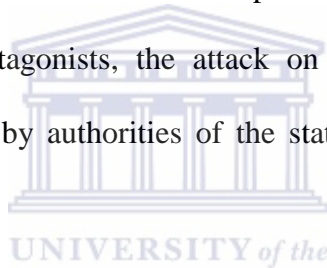 tagonists, the attack on
by authorities of the stat
UNIVERSITY of the